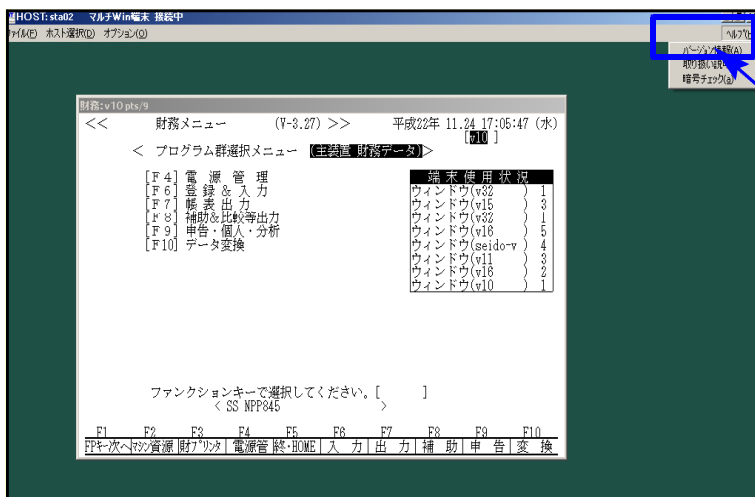 HOST: sta02 マルチWin端末 接続中
ァイル(F) ホスト選択(D) オプション(O) ヘルプ(H
バージョン情報(A)
取り扱い説明
暗号チェック(a)
財務:v10 pts/9
<< 財務メニュー (V-3.27) >> 平成22年 11.24 17:05:47 (水)
[v10 ]
< プログラム群選択メニュー (主装置 財務データ)>
[F 4] 電 源 管 理
[F 6] 登 録 & 入 力
[F 7] 帳 表 出 力
[F 8] 補助&比較等出力
[F 9] 申告・個人・分析
[F10] データ変換
端 末 使 用 状 況
ウィンドウ(v32 ) 1
ウィンドウ(v15 ) 3
ウィンドウ(v32 ) 1
ウィンドウ(v16 ) 5
ウィンドウ(seido-v ) 4
ウィンドウ(v11 ) 3
ウィンドウ(v16 ) 2
ウィンドウ(v10 ) 1
ファンクションキーで選択してください。[ ]
< SS NPP845 >
F1 F2 F3 F4 F5 F6 F7 F8 F9 F10
FPキー次へ マシン資源 財プリンタ 電源管 終・HOME 入 力 出 力 補 助 申 告 変 換